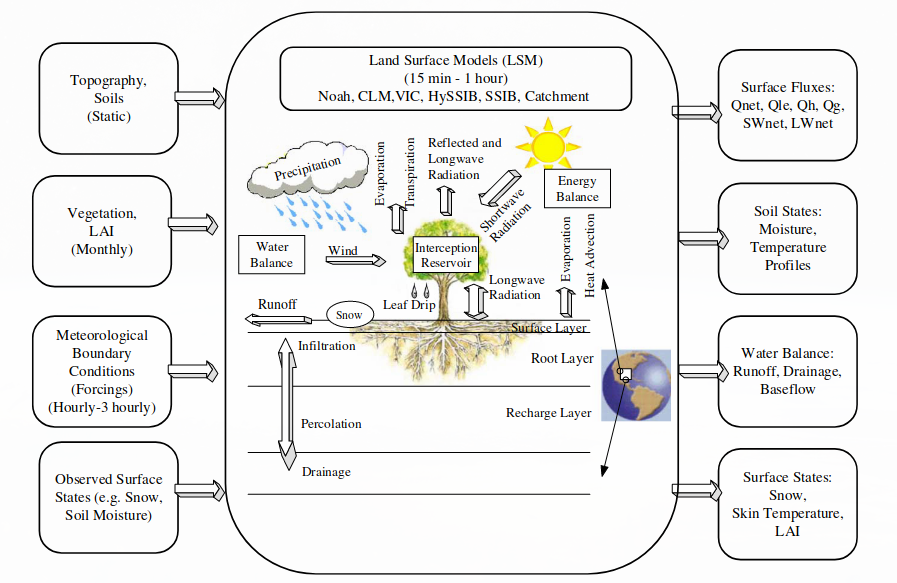 Topography,
Soils
(Static)
Vegetation,
LAI
(Monthly)
Meteorological
Boundary
Conditions
(Forcings)
(Hourly-3 hourly)
Observed Surface
States (e.g. Snow,
Soil Moisture)
Land Surface Models (LSM)
(15 min - 1 hour)
Noah, CLM,VIC, HySSIB, SSIB, Catchment
Precipitation
Evaporation
Transpiration
Reflected and
Longwave
Radiation
Shortwave
Radiation
Energy
Balance
Water
Balance
Wind
Interception
Reservoir
Evaporation
Heat Advection
Longwave
Radiation
Leaf Drip
Runoff
Snow
Surface Layer
Infiltration
Root Layer
Recharge Layer
Percolation
Drainage
Surface Fluxes:
Qnet, Qle, Qh, Qg,
SWnet, LWnet
Soil States:
Moisture,
Temperature
Profiles
Water Balance:
Runoff, Drainage,
Baseflow
Surface States:
Snow,
Skin Temperature,
LAI